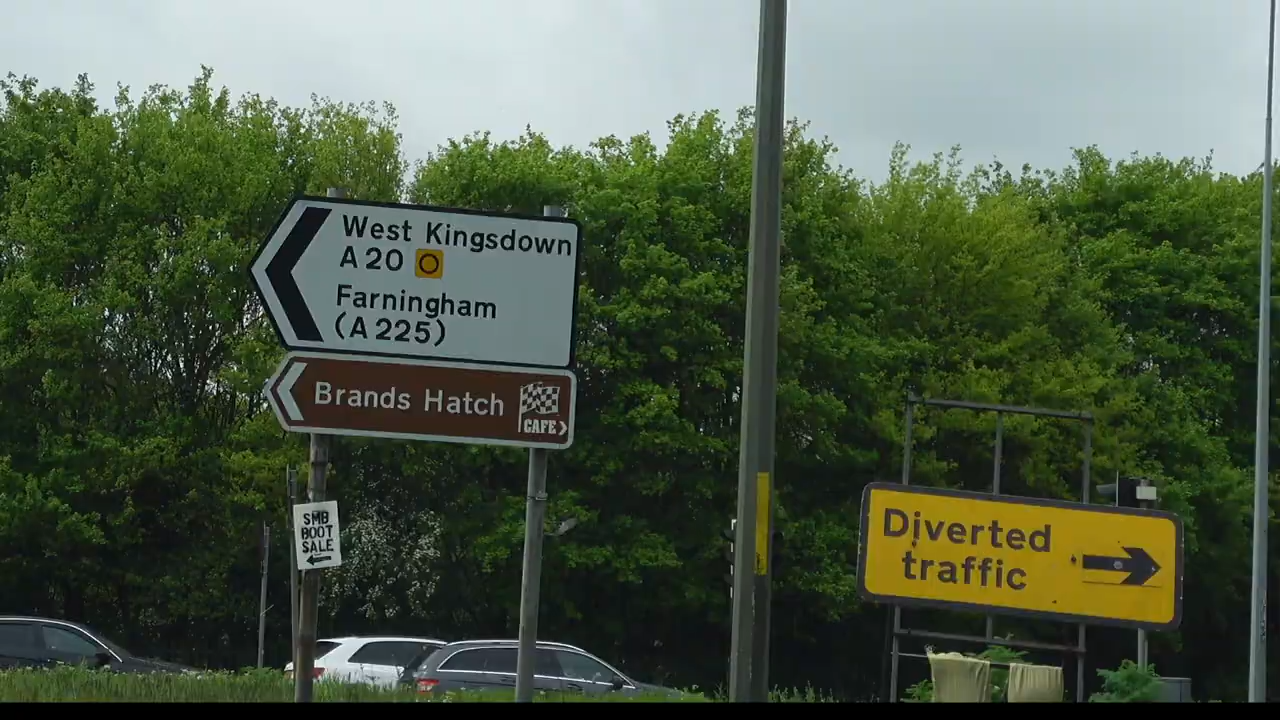 West Kingsdown
A 20
Farningham
(A 225)
Brands Hatch
CAFE
SMB
BOOT
SALE
Diverted
traffic